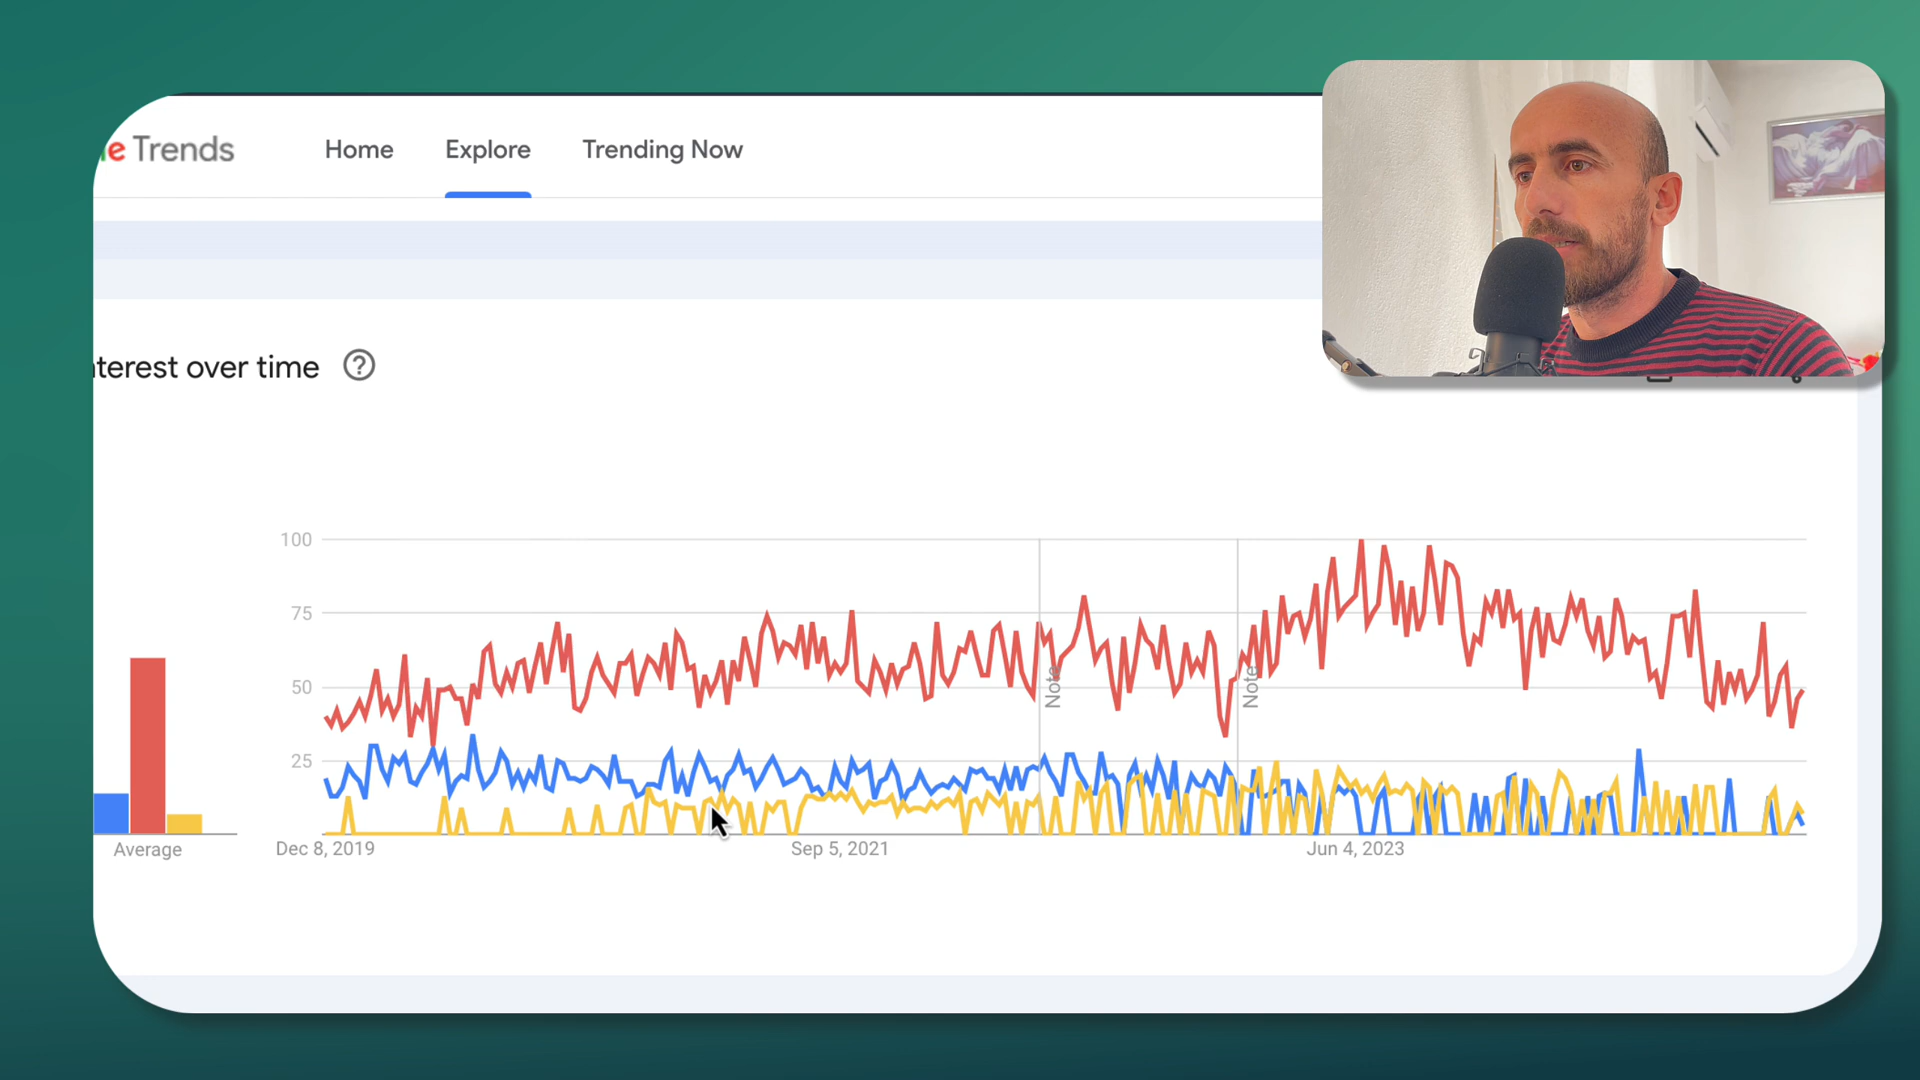 e Trends
Home
Explore
Trending Now
nterest over time
?
100
75
50
25
Note
Note
Average
Dec 8, 2019
Sep 5, 2021
Jun 4, 2023